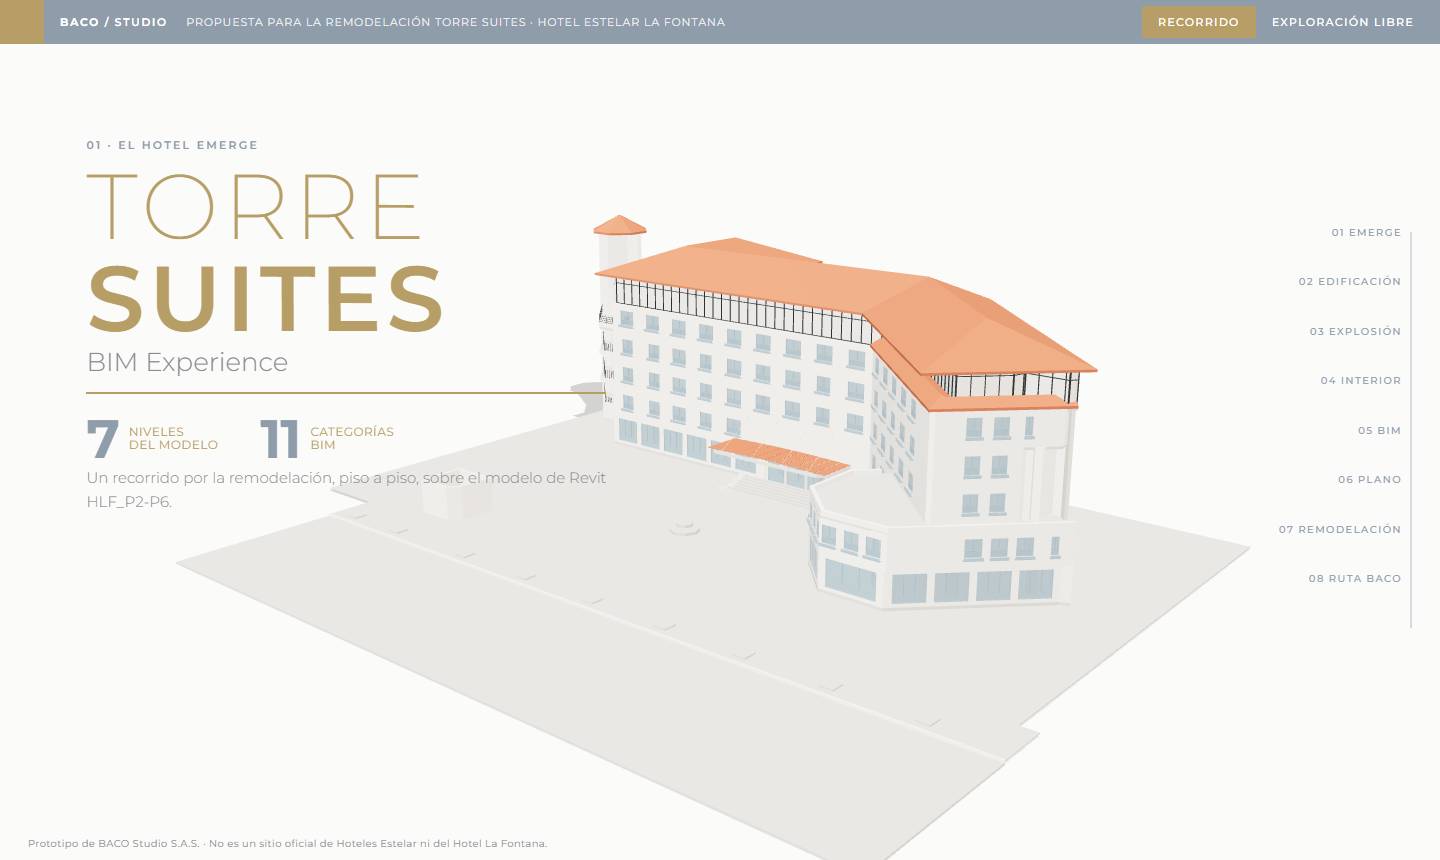 BACO / STUDIO PROPUESTA PARA LA REMODELACIÓN TORRE SUITES · HOTEL ESTELAR LA FONTANA RECORRIDO EXPLORACIÓN LIBRE
01 · EL HOTEL EMERGE
TORRE
SUITES
BIM Experience
7 NIVELES
DEL MODELO
11 CATEGORÍAS
BIM
Un recorrido por la remodelación, piso a piso, sobre el modelo de Revit
HLF_P2-P6.
01 EMERGE
02 EDIFICACIÓN
03 EXPLOSIÓN
04 INTERIOR
05 BIM
06 PLANO
07 REMODELACIÓN
08 RUTA BACO
Prototipo de BACO Studio S.A.S. · No es un sitio oficial de Hoteles Estelar ni del Hotel La Fontana.